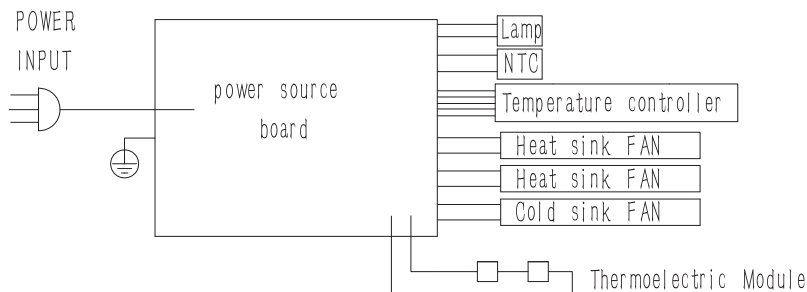 POWER
INPUT
power source
board
Lamp
NTC
Temperature controller
Heat sink FAN
Heat sink FAN
Cold sink FAN
Thermoelectric Module